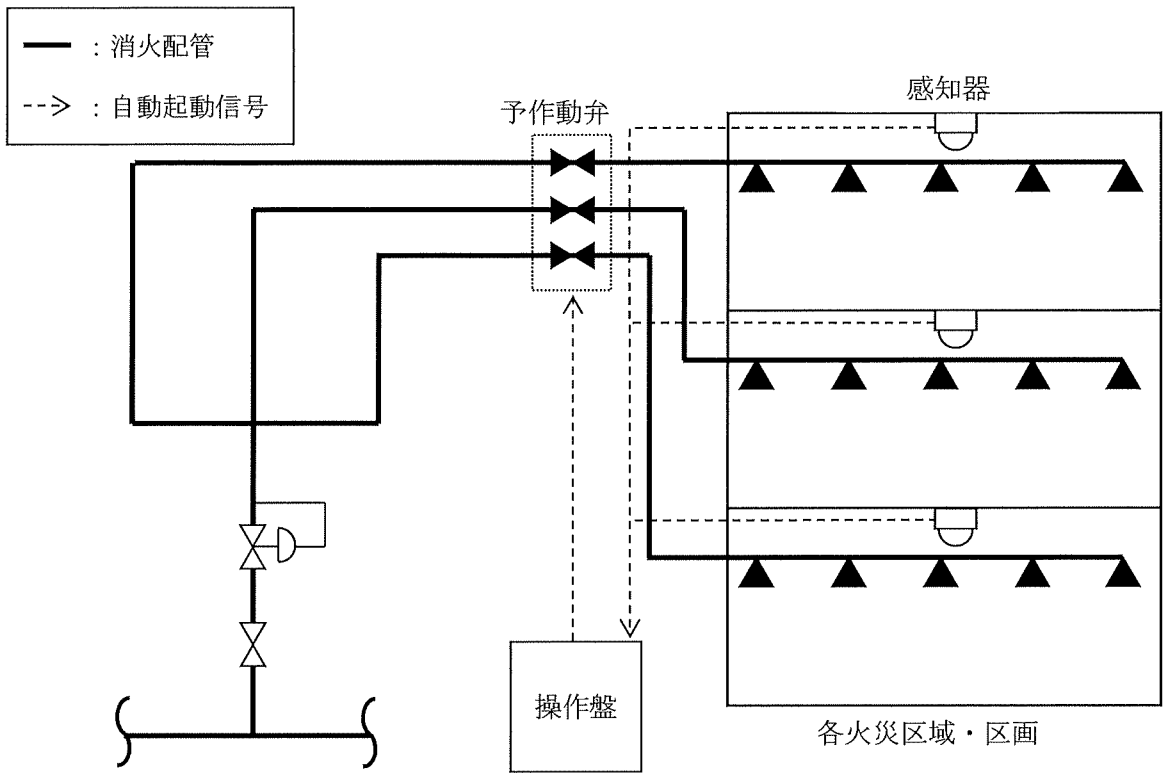 ：消火配管
：自動起動信号
感知器
予作動弁
操作盤
各火災区域・区画